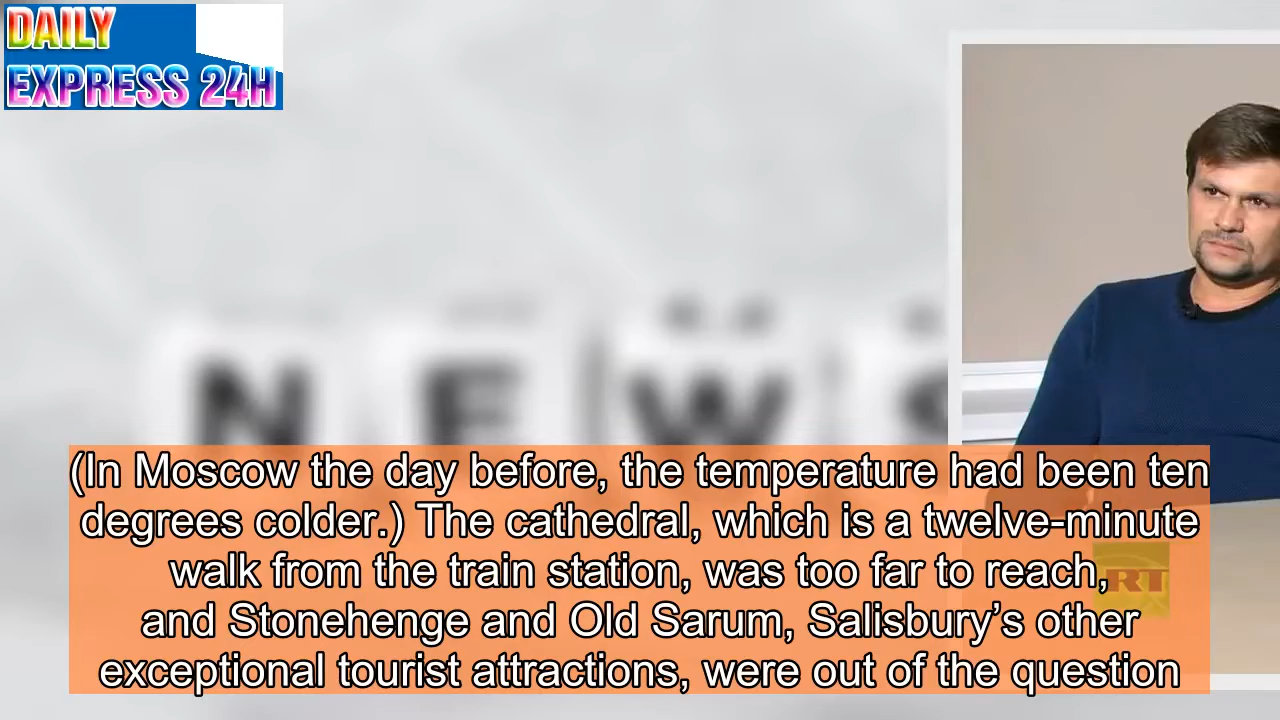 DAILY
EXPRESS 24H
NEWS
(In Moscow the day before, the temperature had been ten
degrees colder.) The cathedral, which is a twelve-minute
walk from the train station, was too far to reach,
RT
and Stonehenge and Old Sarum, Salisbury’s other
exceptional tourist attractions, were out of the question